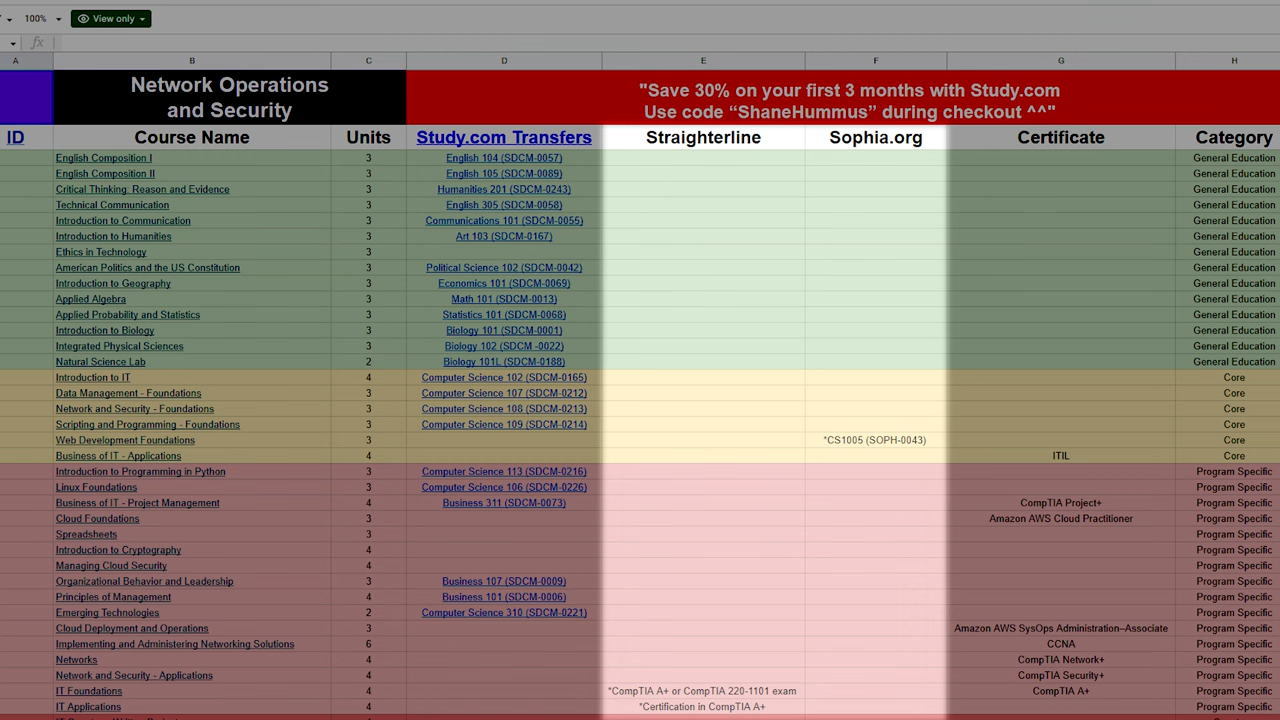 100% View only
fx
A B C D E F G H
Network Operations
and Security
"Save 30% on your first 3 months with Study.com
Use code “ShaneHummus” during checkout ^^"
ID Course Name Units Study.com Transfers Straighterline Sophia.org Certificate Category
English Composition I 3 English 104 (SDCM-0057) General Education
English Composition II 3 English 105 (SDCM-0089) General Education
Critical Thinking: Reason and Evidence 3 Humanities 201 (SDCM-0243) General Education
Technical Communication 3 English 305 (SDCM-0058) General Education
Introduction to Communication 3 Communications 101 (SDCM-0055) General Education
Introduction to Humanities 3 Art 103 (SDCM-0167) General Education
Ethics in Technology 3 General Education
American Politics and the US Constitution 3 Political Science 102 (SDCM-0042) General Education
Introduction to Geography 3 Economics 101 (SDCM-0069) General Education
Applied Algebra 3 Math 101 (SDCM-0013) General Education
Applied Probability and Statistics 3 Statistics 101 (SDCM-0068) General Education
Introduction to Biology 3 Biology 101 (SDCM-0001) General Education
Integrated Physical Sciences 3 Biology 102 (SDCM -0022) General Education
Natural Science Lab 2 Biology 101L (SDCM-0188) General Education
Introduction to IT 4 Computer Science 102 (SDCM-0165) Core
Data Management - Foundations 3 Computer Science 107 (SDCM-0212) Core
Network and Security - Foundations 3 Computer Science 108 (SDCM-0213) Core
Scripting and Programming - Foundations 3 Computer Science 109 (SDCM-0214) Core
Web Development Foundations 3 *CS1005 (SOPH-0043) Core
Business of IT - Applications 4 ITIL Core
Introduction to Programming in Python 3 Computer Science 113 (SDCM-0216) Program Specific
Linux Foundations 3 Computer Science 106 (SDCM-0226) Program Specific
Business of IT - Project Management 4 Business 311 (SDCM-0073) CompTIA Project+ Program Specific
Cloud Foundations 3 Amazon AWS Cloud Practitioner Program Specific
Spreadsheets 3 Program Specific
Introduction to Cryptography 4 Program Specific
Managing Cloud Security 4 Program Specific
Organizational Behavior and Leadership 3 Business 107 (SDCM-0009) Program Specific
Principles of Management 4 Business 101 (SDCM-0006) Program Specific
Emerging Technologies 2 Computer Science 310 (SDCM-0221) Program Specific
Cloud Deployment and Operations 3 Amazon AWS SysOps Administration–Associate Program Specific
Implementing and Administering Networking Solutions 6 CCNA Program Specific
Networks 4 CompTIA Network+ Program Specific
Network and Security - Applications 4 CompTIA Security+ Program Specific
IT Foundations 4 *CompTIA A+ or CompTIA 220-1101 exam CompTIA A+ Program Specific
IT Applications 4 *Certification in CompTIA A+ Program Specific